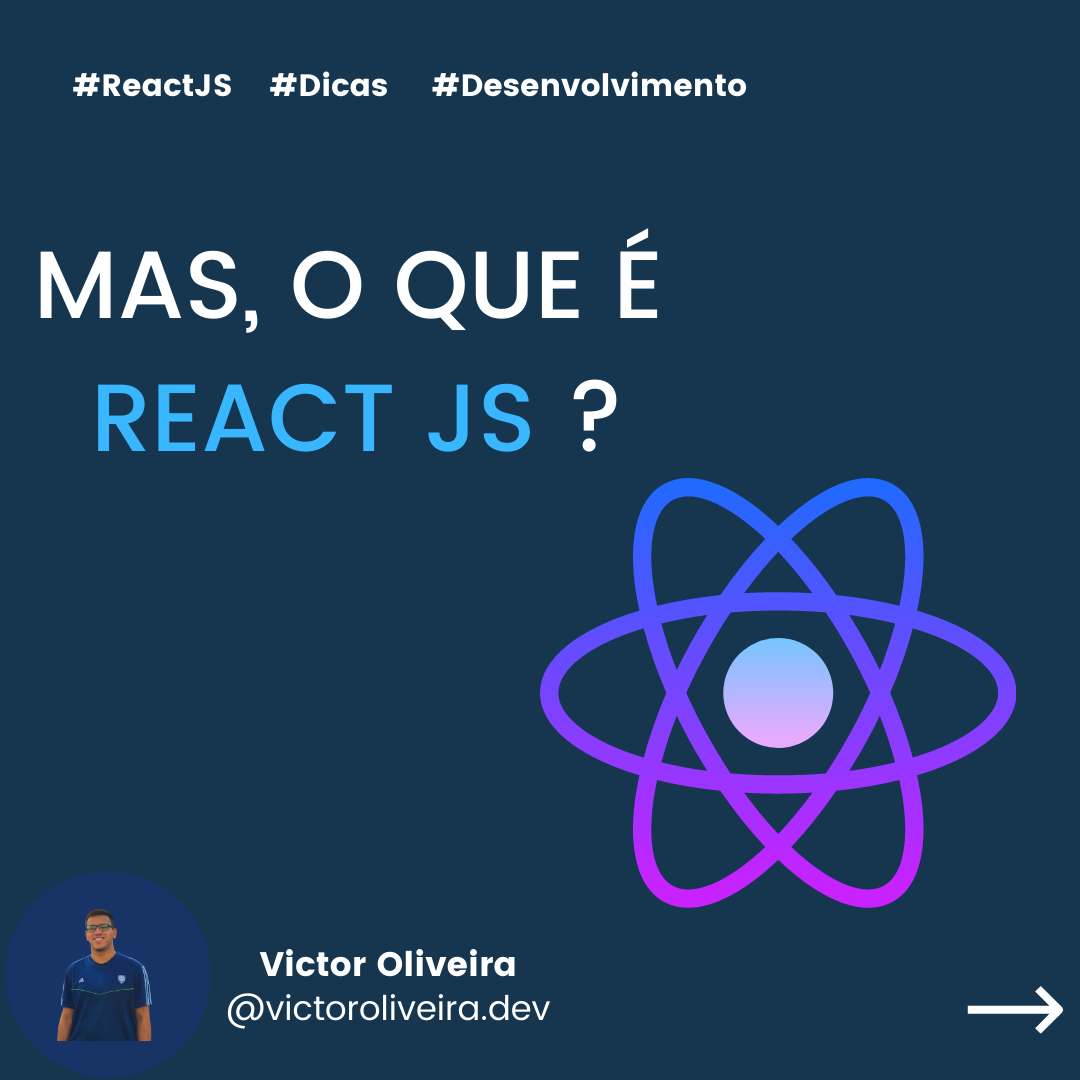 #ReactJS #Dicas #Desenvolvimento
MAS, O QUE É
REACT JS ?
Victor Oliveira
@victoroliveira.dev